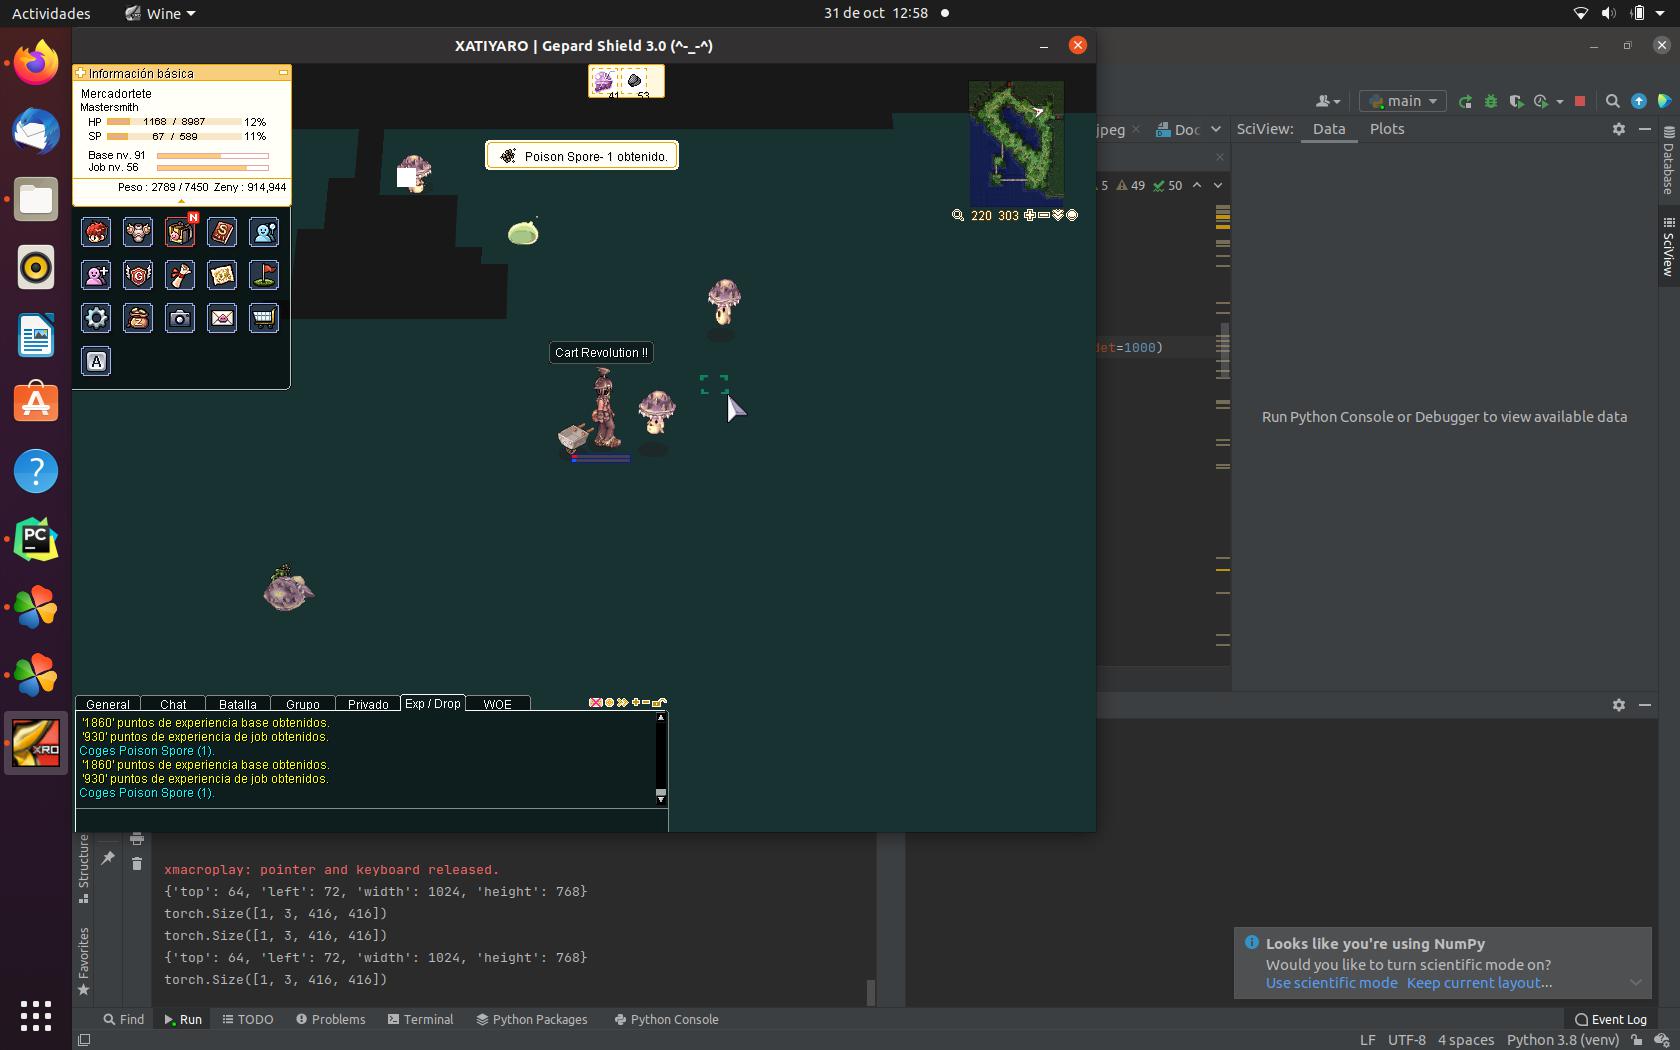 Actividades
Wine
31 de oct 12:58
XATIYARO | Gepard Shield 3.0 (^-_-^)
Información básica
Mercadortete
Mastersmith
HP 1168 / 8987 12%
SP 67 / 589 11%
Base nv. 91
Job nv. 56
Peso : 2789 / 7450 Zeny : 914,944
N
S
G
Z
A
41 53
Poison Spore- 1 obtenido.
220 303
Cart Revolution !!
General Chat Batalla Grupo Privado Exp / Drop WOE
'1860' puntos de experiencia base obtenidos.
'930' puntos de experiencia de job obtenidos.
Coges Poison Spore (1).
'1860' puntos de experiencia base obtenidos.
'930' puntos de experiencia de job obtenidos.
Coges Poison Spore (1).
PC
XRO
main
jpeg
Doc
SciView: Data Plots
5 49 50
det=1000)
Run Python Console or Debugger to view available data
Database
SciView
Structure
Favorites
xmacroplay: pointer and keyboard released.
{'top': 64, 'left': 72, 'width': 1024, 'height': 768}
torch.Size([1, 3, 416, 416])
torch.Size([1, 3, 416, 416])
{'top': 64, 'left': 72, 'width': 1024, 'height': 768}
torch.Size([1, 3, 416, 416])
Looks like you're using NumPy
Would you like to turn scientific mode on?
Use scientific mode Keep current layout...
Find Run TODO Problems Terminal Python Packages Python Console
Event Log
LF UTF-8 4 spaces Python 3.8 (venv)